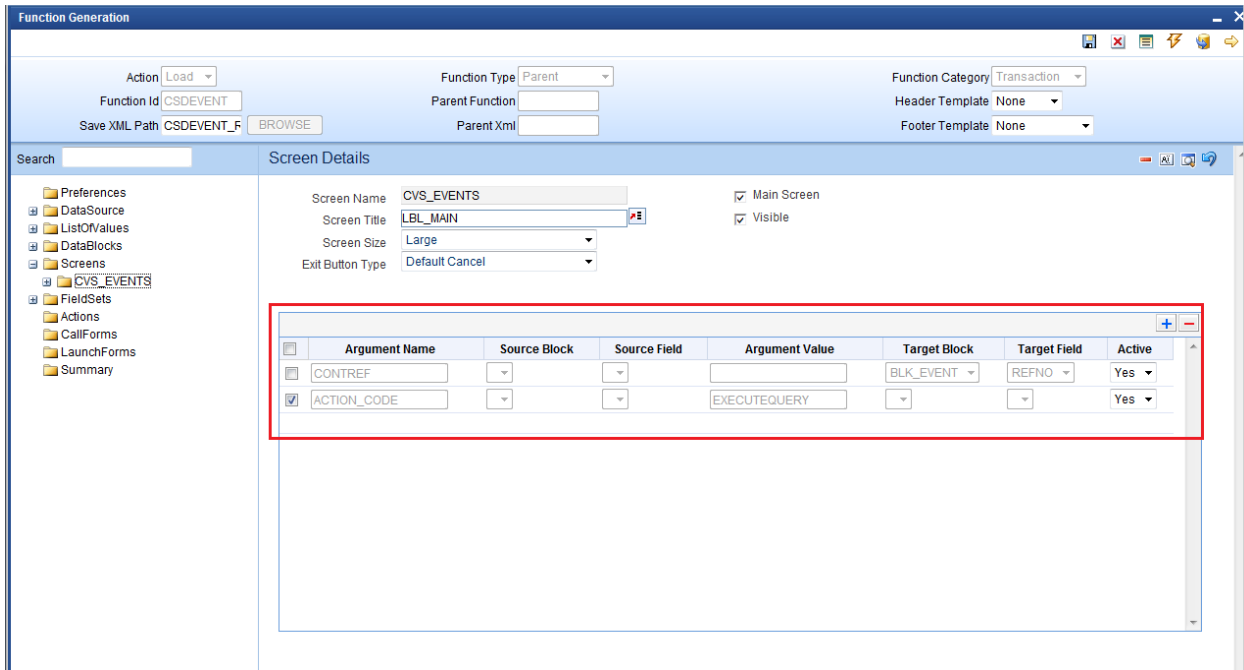 Function Generation
Action Load Function Type Parent Function Category Transaction
Function Id CSDEVENT Parent Function Header Template None
Save XML Path CSDEVENT_R BROWSE Parent Xml Footer Template None
Search Screen Details
Preferences
DataSource
ListOfValues
DataBlocks
Screens
CVS_EVENTS
FieldSets
Actions
CallForms
LaunchForms
Summary
Screen Name CVS_EVENTS Main Screen
Screen Title LBL_MAIN Visible
Screen Size Large
Exit Button Type Default Cancel
Argument Name Source Block Source Field Argument Value Target Block Target Field Active
CONTREF BLK_EVENT REFNO Yes
ACTION_CODE EXECUTEQUERY Yes